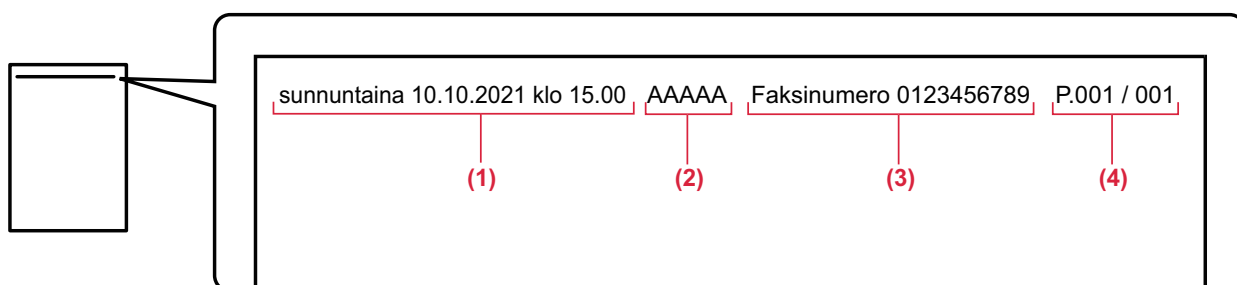 sunnuntaina 10.10.2021 klo 15.00 AAAAA Faksinumero 0123456789 P.001 / 001
(1) (2) (3) (4)